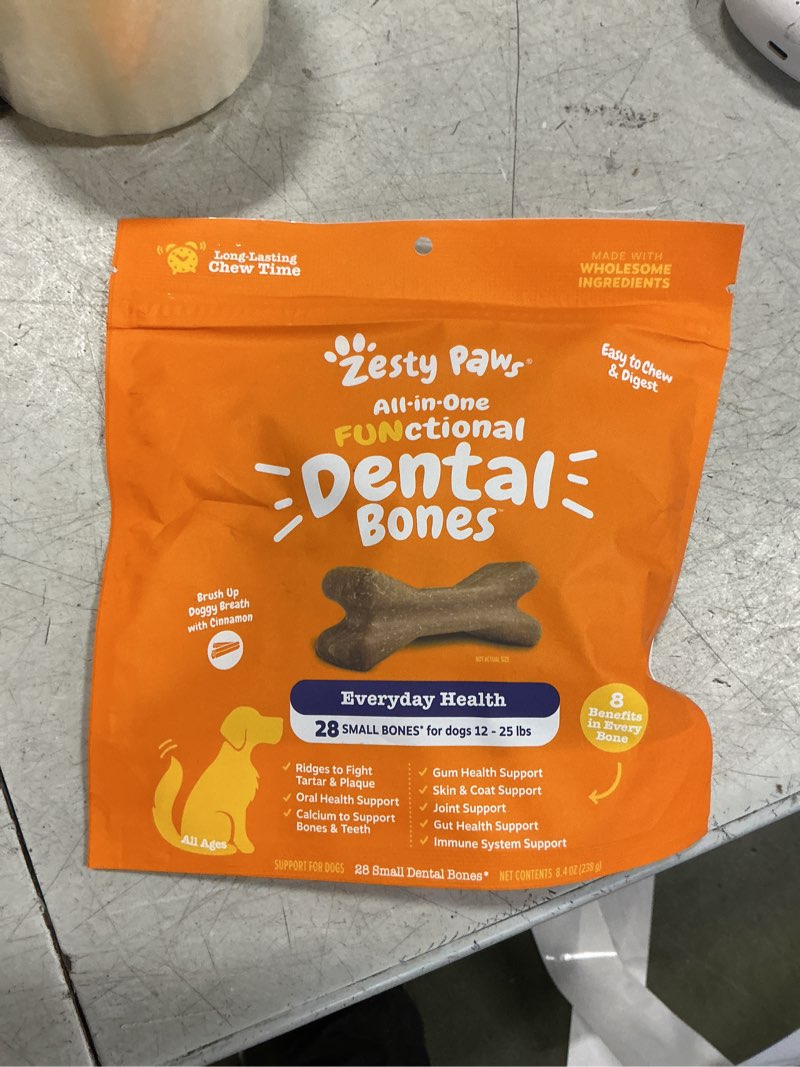 Long-Lasting
Chew Time
MADE WITH
WHOLESOME
INGREDIENTS
Zesty Paws®
Easy to Chew
& Digest
All-in-One
FUNctional
Dental
Bones™
Brush Up
Doggy Breath
with Cinnamon
NOT ACTUAL SIZE
Everyday Health
28 SMALL BONES* for dogs 12 - 25 lbs
8
Benefits
in Every
Bone
✓ Ridges to Fight
Tartar & Plaque
✓ Oral Health Support
✓ Calcium to Support
Bones & Teeth
✓ Gum Health Support
✓ Skin & Coat Support
✓ Joint Support
✓ Gut Health Support
✓ Immune System Support
All Ages
SUPPORT FOR DOGS 28 Small Dental Bones* NET CONTENTS 8.4 OZ (239 g)